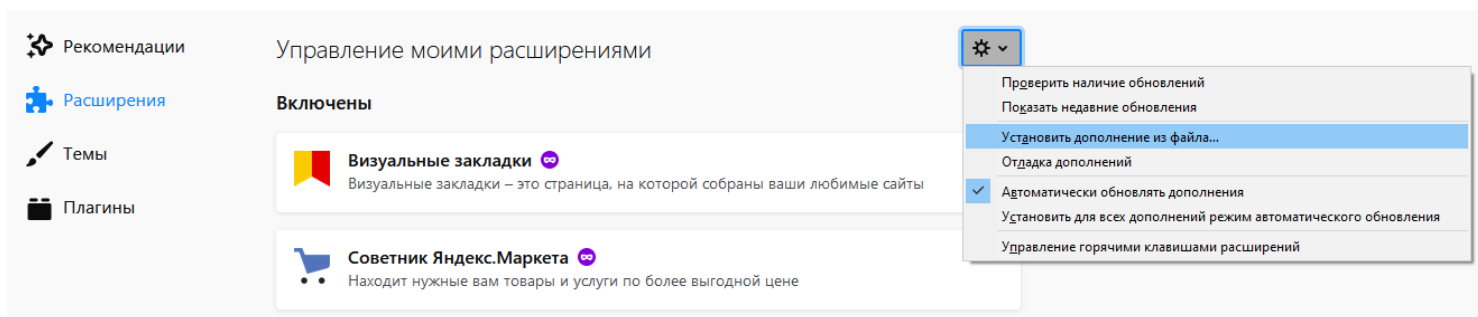 Рекомендации
Расширения
Темы
Плагины
Управление моими расширениями
Включены
Визуальные закладки
Визуальные закладки – это страница, на которой собраны ваши любимые сайты
Советник Яндекс.Маркета
Находит нужные вам товары и услуги по более выгодной цене
Проверить наличие обновлений
Показать недавние обновления
Установить дополнение из файла...
Отладка дополнений
Автоматически обновлять дополнения
Установить для всех дополнений режим автоматического обновления
Управление горячими клавишами расширений